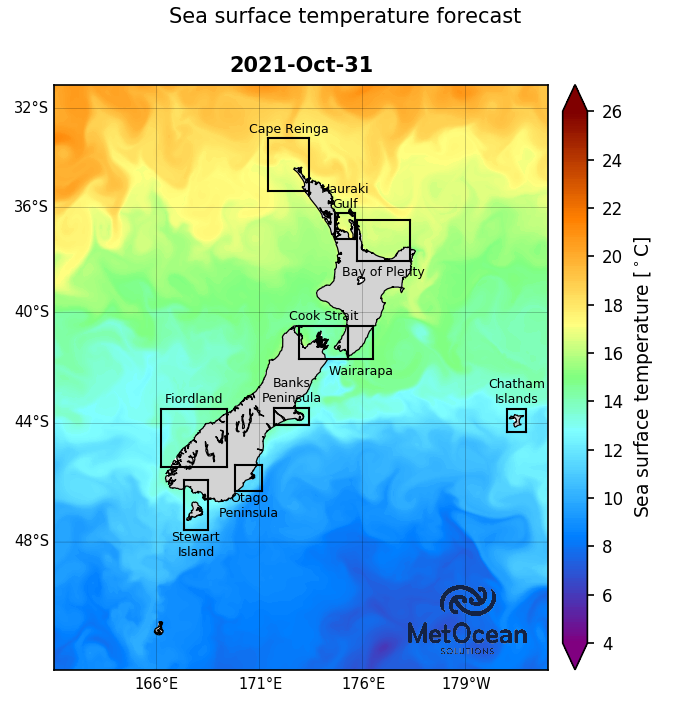 Sea surface temperature forecast
2021-Oct-31
32°S
36°S
40°S
44°S
48°S
Cape Reinga
Hauraki
Gulf
Bay of Plenty
Cook Strait
Wairarapa
Banks
Peninsula
Fiordland
Chatham
Islands
Otago
Peninsula
Stewart
Island
MetOcean
SOLUTIONS
166°E
171°E
176°E
179°W
26
24
22
20
18
16
14
12
10
8
6
4
Sea surface temperature [°C]